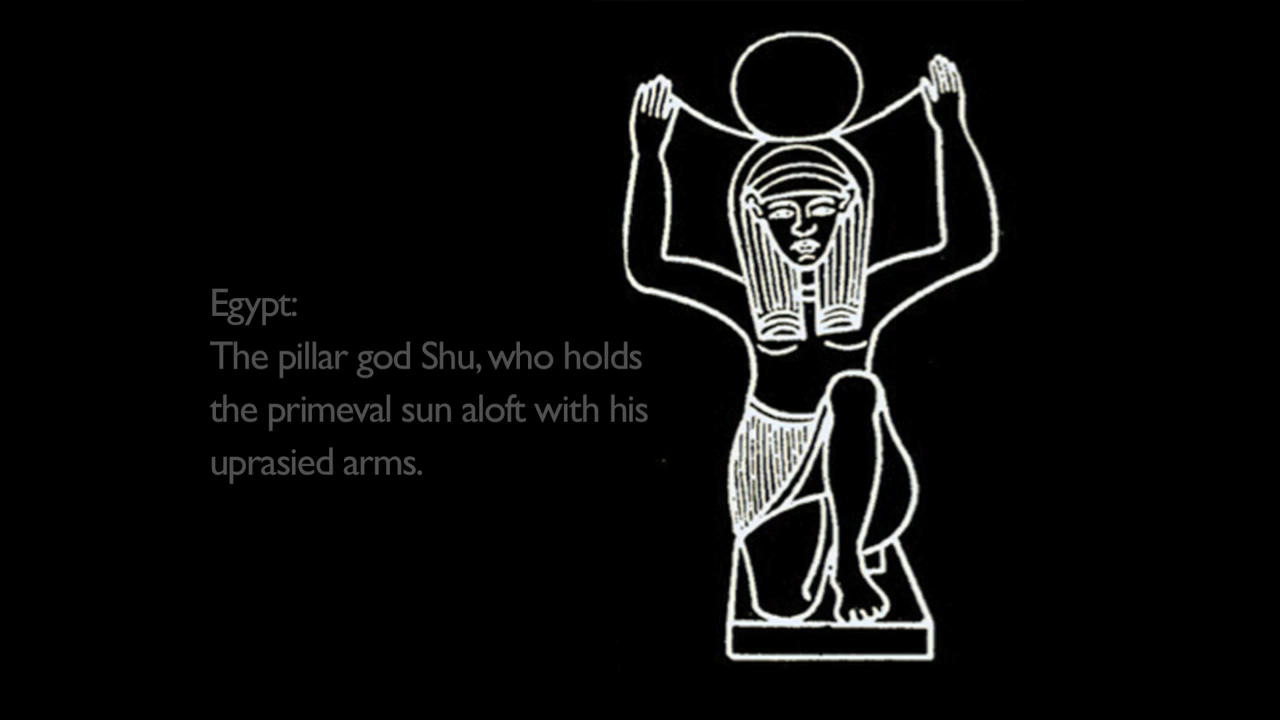 Egypt:
The pillar god Shu, who holds
the primeval sun aloft with his
uprasied arms.